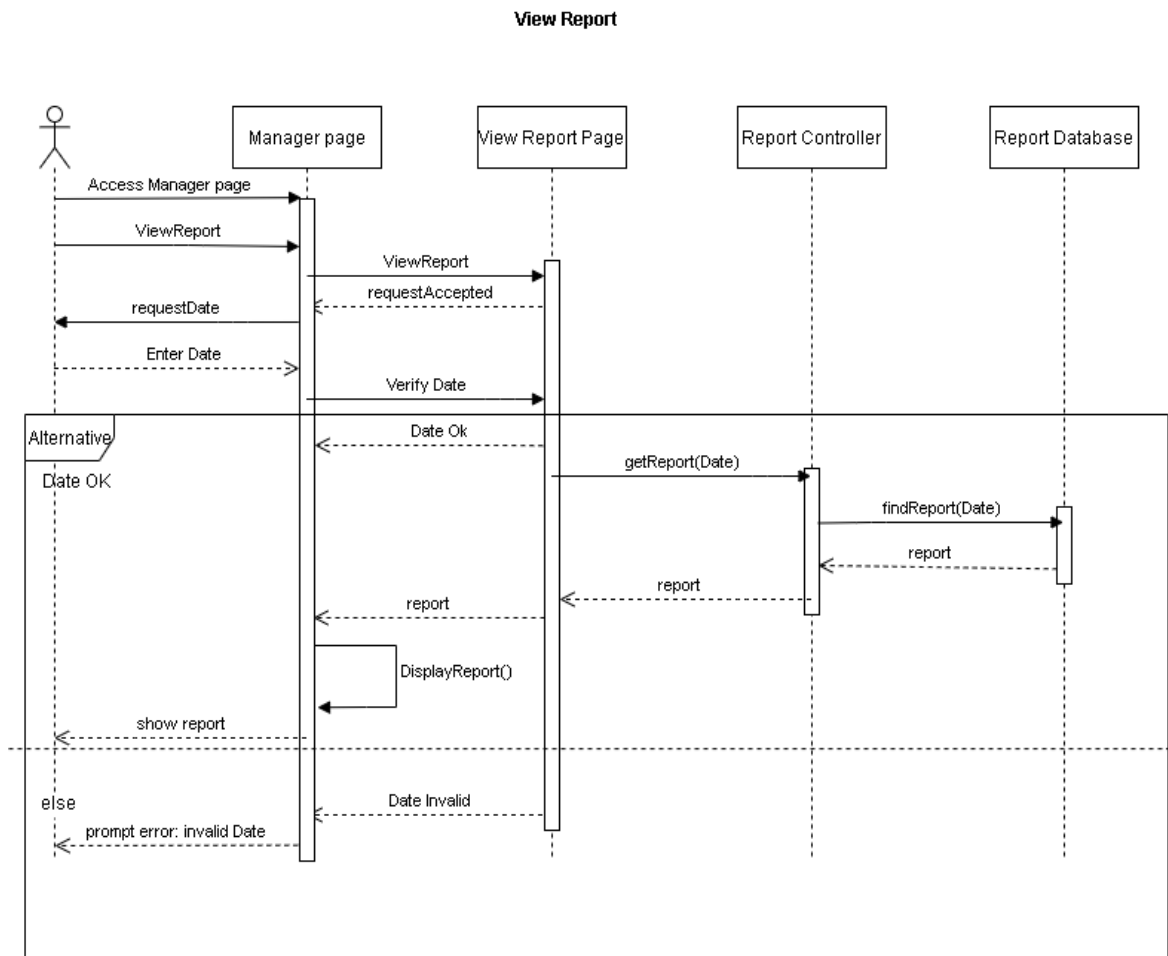 View Report
Manager page
View Report Page
Report Controller
Report Database
Access Manager page
ViewReport
ViewReport
requestAccepted
requestDate
Enter Date
Verify Date
Alternative
Date Ok
Date OK
getReport(Date)
findReport(Date)
report
report
report
DisplayReport()
show report
else
Date Invalid
prompt error: invalid Date